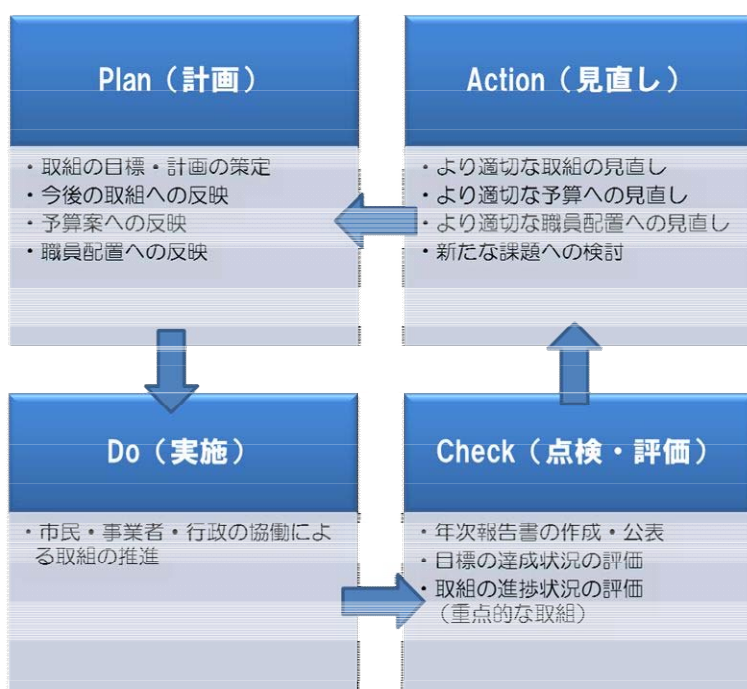 Plan（計画）
・取組の目標・計画の策定
・今後の取組への反映
・予算案への反映
・職員配置への反映
Action（見直し）
・より適切な取組の見直し
・より適切な予算への見直し
・より適切な職員配置への見直し
・新たな課題への検討
Do（実施）
・市民・事業者・行政の協働によ
る取組の推進
Check（点検・評価）
・年次報告書の作成・公表
・目標の達成状況の評価
・取組の進捗状況の評価
（重点的な取組）